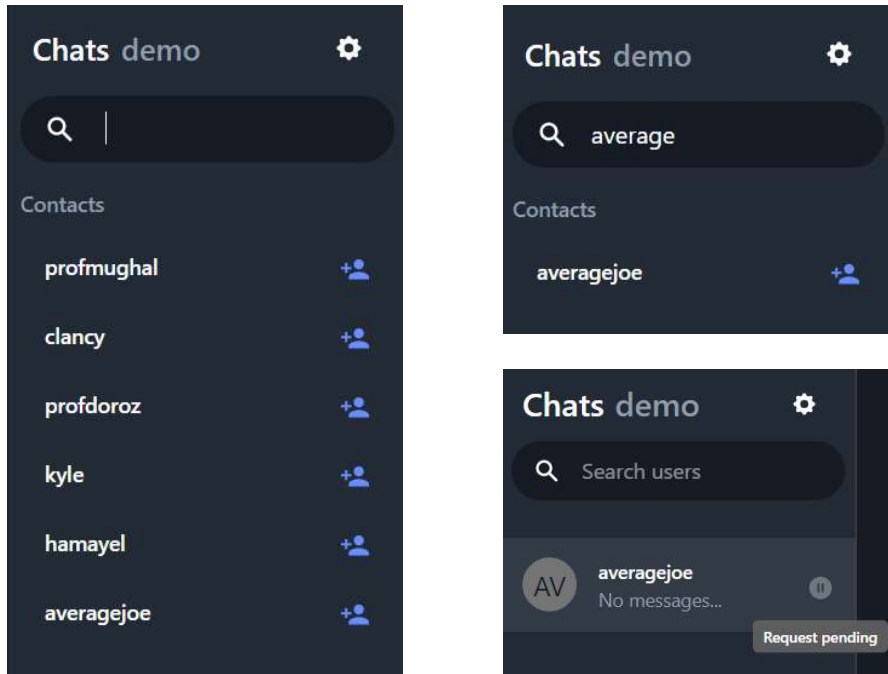 Chats demo
Contacts
profmughal
clancy
profdoroz
kyle
hamayel
averagejoe
Chats demo
average
Contacts
averagejoe
Chats demo
Search users
AV
averagejoe
No messages...
Request pending